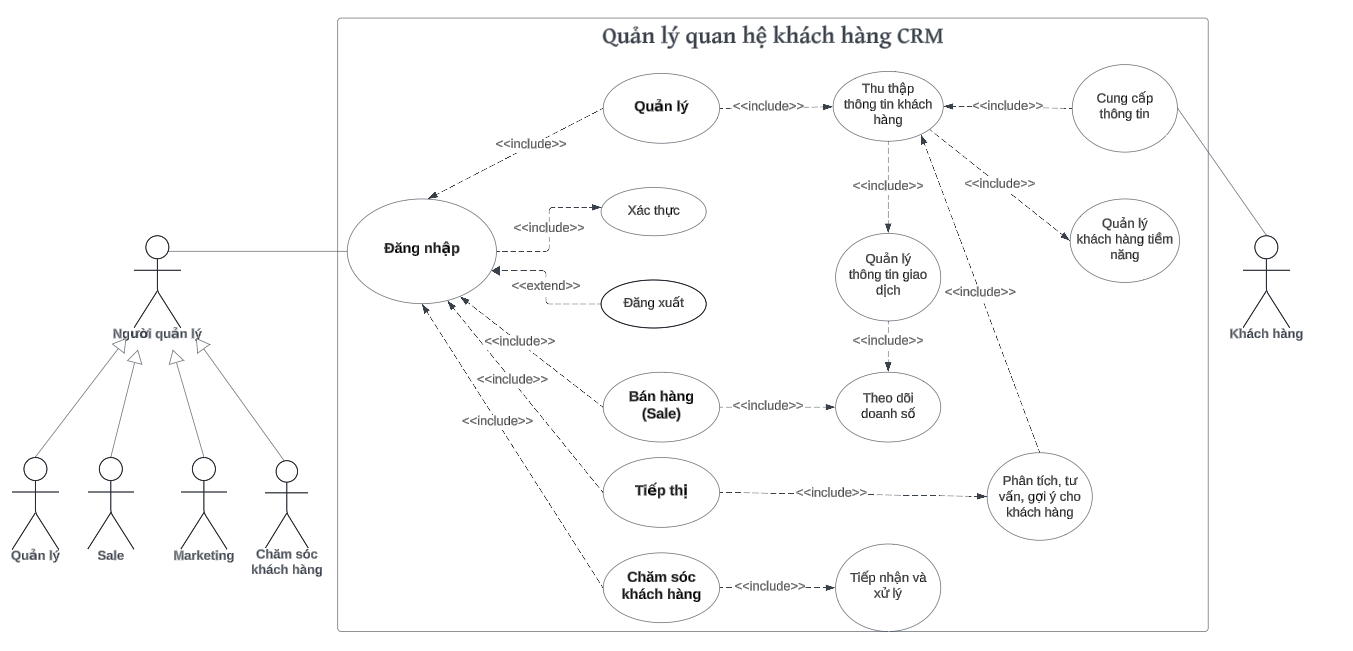 Quản lý quan hệ khách hàng CRM
Quản lý
<<include>>
Thu thập
thông tin khách
hàng
<<include>>
Cung cấp
thông tin
<<include>>
<<include>>
<<include>>
Xác thực
<<include>>
Quản lý
khách hàng tiềm
năng
Đăng nhập
Quản lý
thông tin giao
dịch
<<extend>>
Đăng xuất
<<include>>
Người quản lý
Khách hàng
<<include>>
<<include>>
<<include>>
Bán hàng
(Sale)
<<include>>
Theo dõi
doanh số
<<include>>
Tiếp thị
<<include>>
Phân tích, tư
vấn, gợi ý cho
khách hàng
Quản lý
Sale
Marketing
Chăm sóc
khách hàng
Chăm sóc
khách hàng
<<include>>
Tiếp nhận và
xử lý